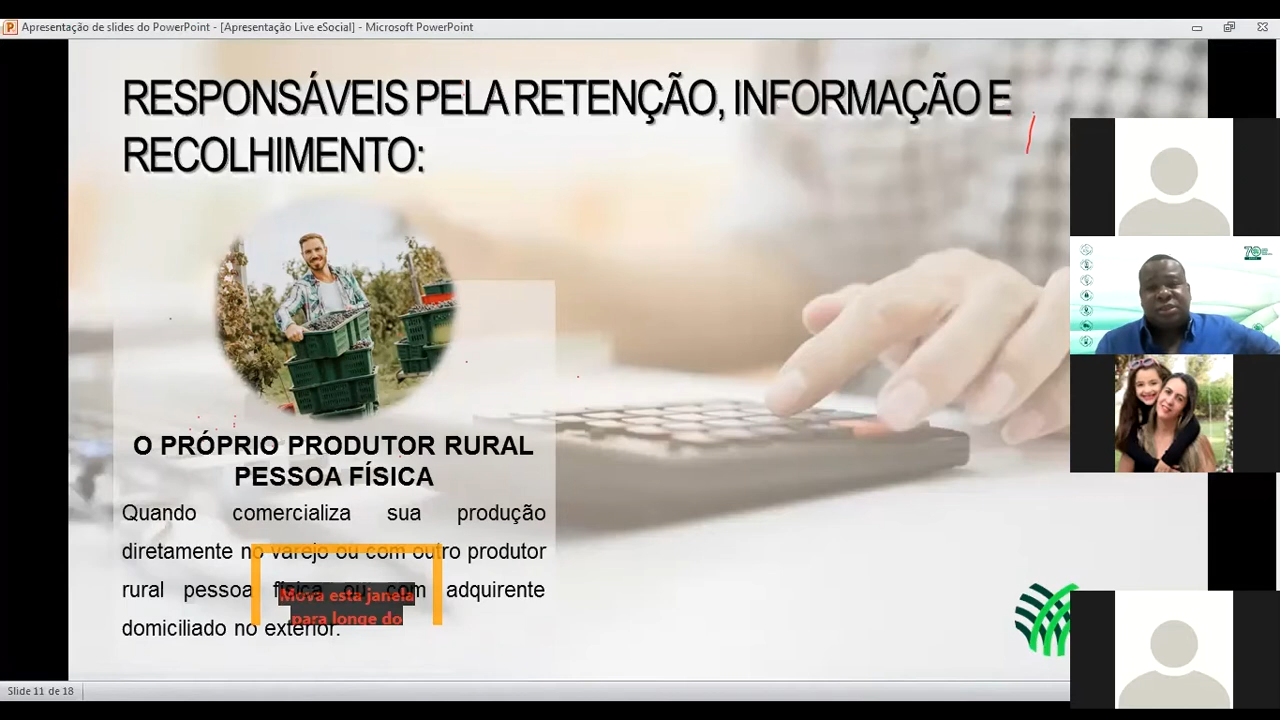 Apresentação de slides do PowerPoint - [Apresentação Live eSocial] - Microsoft PowerPoint
RESPONSÁVEIS PELA RETENÇÃO, INFORMAÇÃO E
RECOLHIMENTO:
O PRÓPRIO PRODUTOR RURAL
PESSOA FÍSICA
Quando comercializa sua produção
diretamente no varejo ou com outro produtor
rural pessoa física ou com adquirente
domiciliado no exterior.
Mova esta janela
para longe do
70
Slide 11 de 18